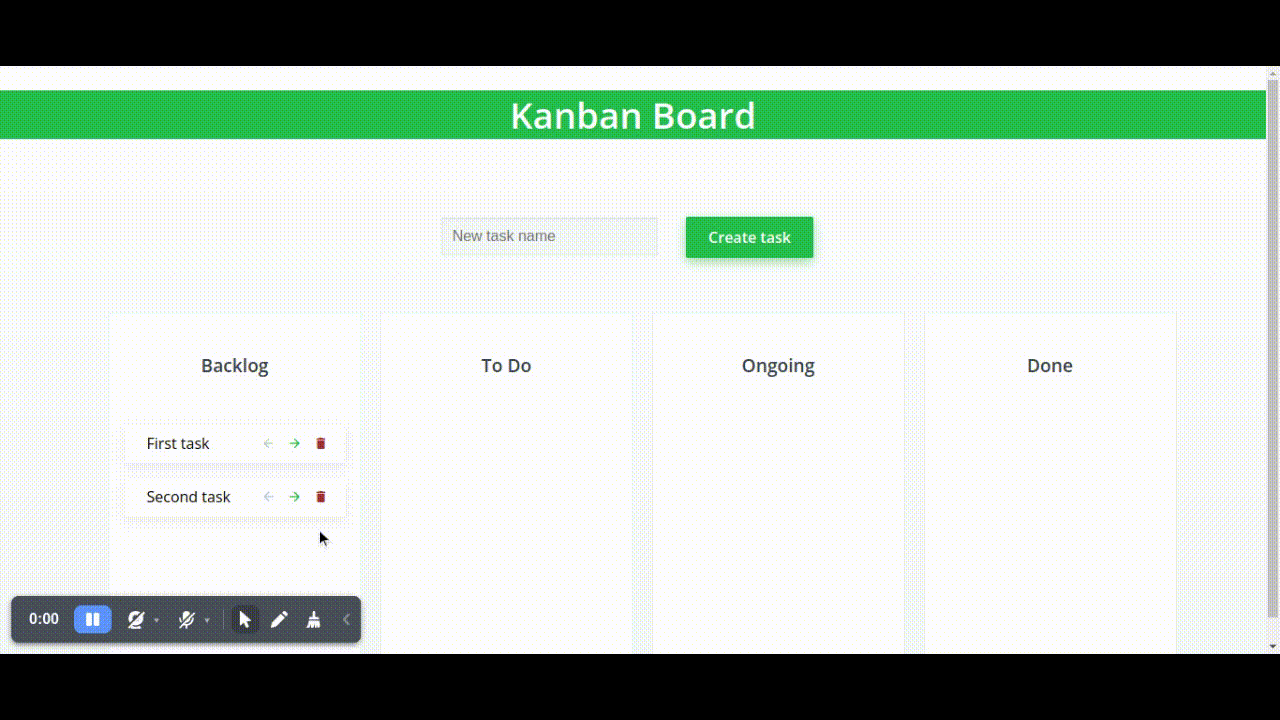 Kanban Board
New task name
Create task
Backlog
To Do
Ongoing
Done
First task
Second task
0:00